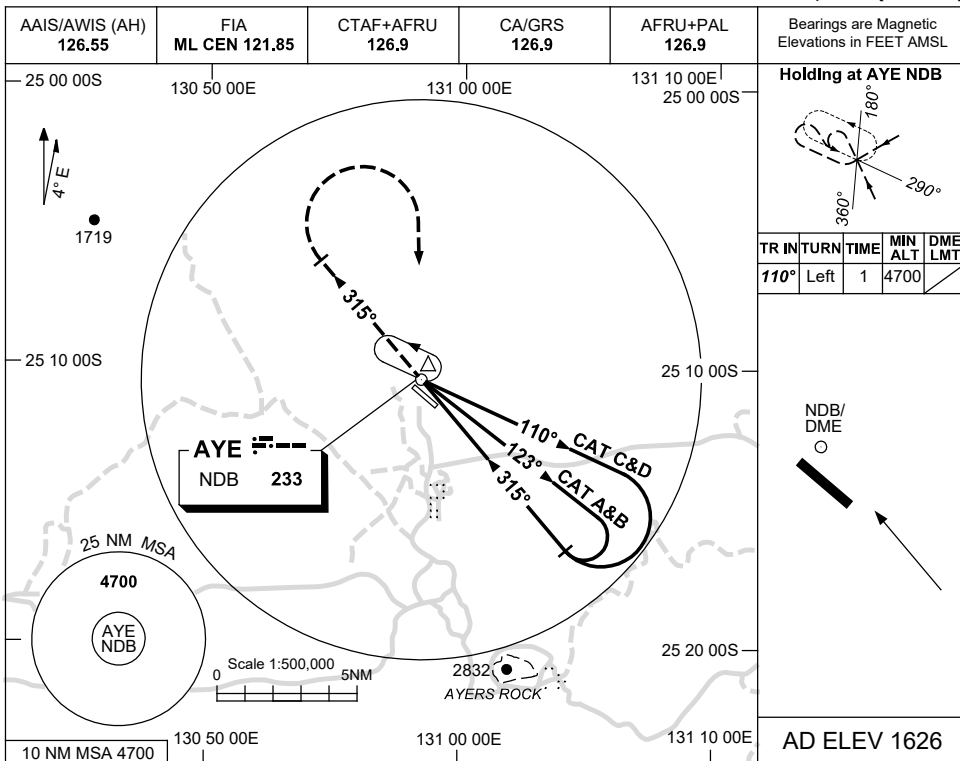 AAIS/AWIS (AH)
126.55
FIA
ML CEN 121.85
CTAF+AFRU
126.9
CA/GRS
126.9
AFRU+PAL
126.9
Bearings are Magnetic
Elevations in FEET AMSL
25 00 00S
130 50 00E
131 00 00E
131 10 00E
25 00 00S
Holding at AYE NDB
180°
290°
360°
4° E
1719
TR IN TURN TIME MIN ALT DME LMT
110° Left 1 4700
315°
25 10 00S
25 10 00S
NDB/
DME
110° CAT C&D
123° CAT A&B
315°
AYE
NDB 233
25 NM MSA
4700
AYE
NDB
Scale 1:500,000
0 5NM
25 20 00S
2832
AYERS ROCK
10 NM MSA 4700
130 50 00E
131 00 00E
131 10 00E
AD ELEV 1626